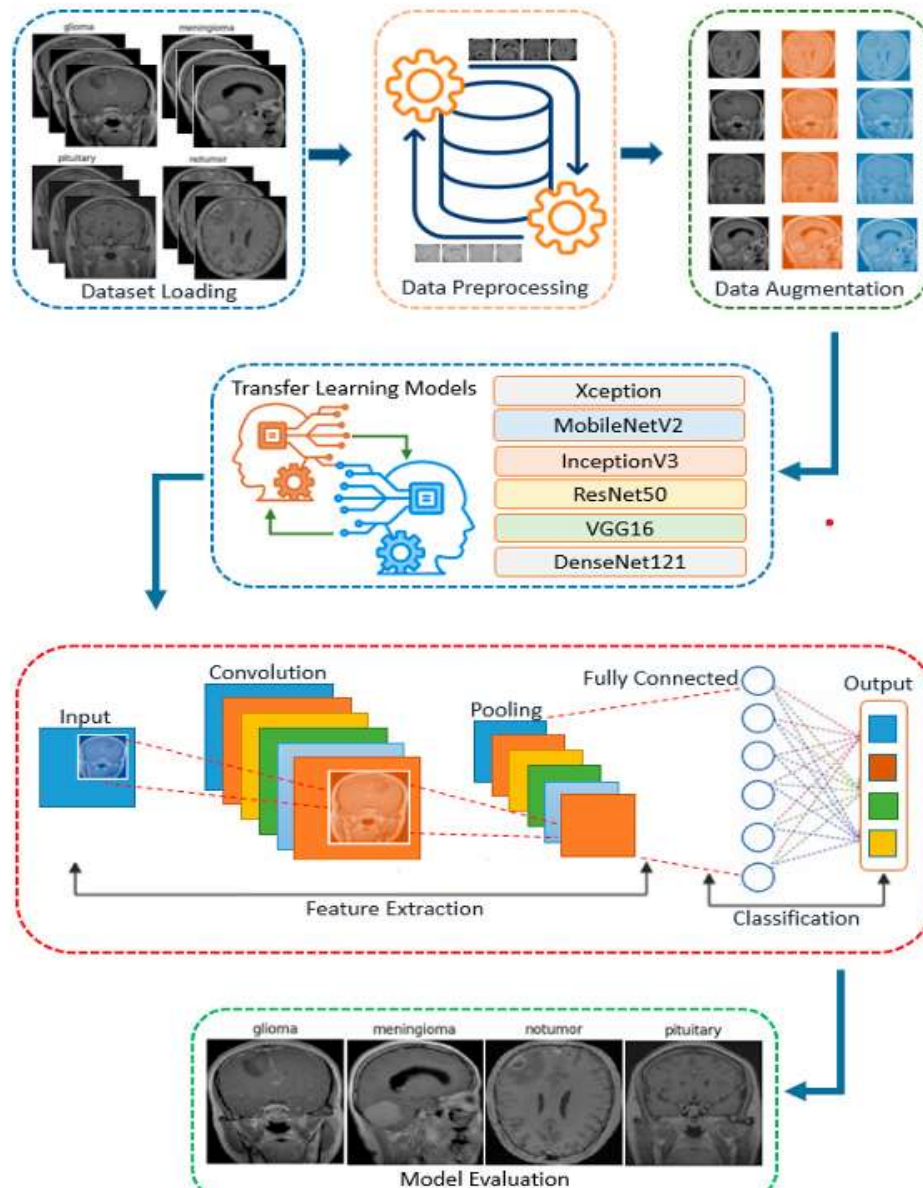 glioma
meningioma
pituitary
notumor
Dataset Loading
Data Preprocessing
Data Augmentation
Transfer Learning Models
Xception
MobileNetV2
InceptionV3
ResNet50
VGG16
DenseNet121
Input
Convolution
Pooling
Fully Connected
Output
Feature Extraction
Classification
glioma
meningioma
notumor
pituitary
Model Evaluation